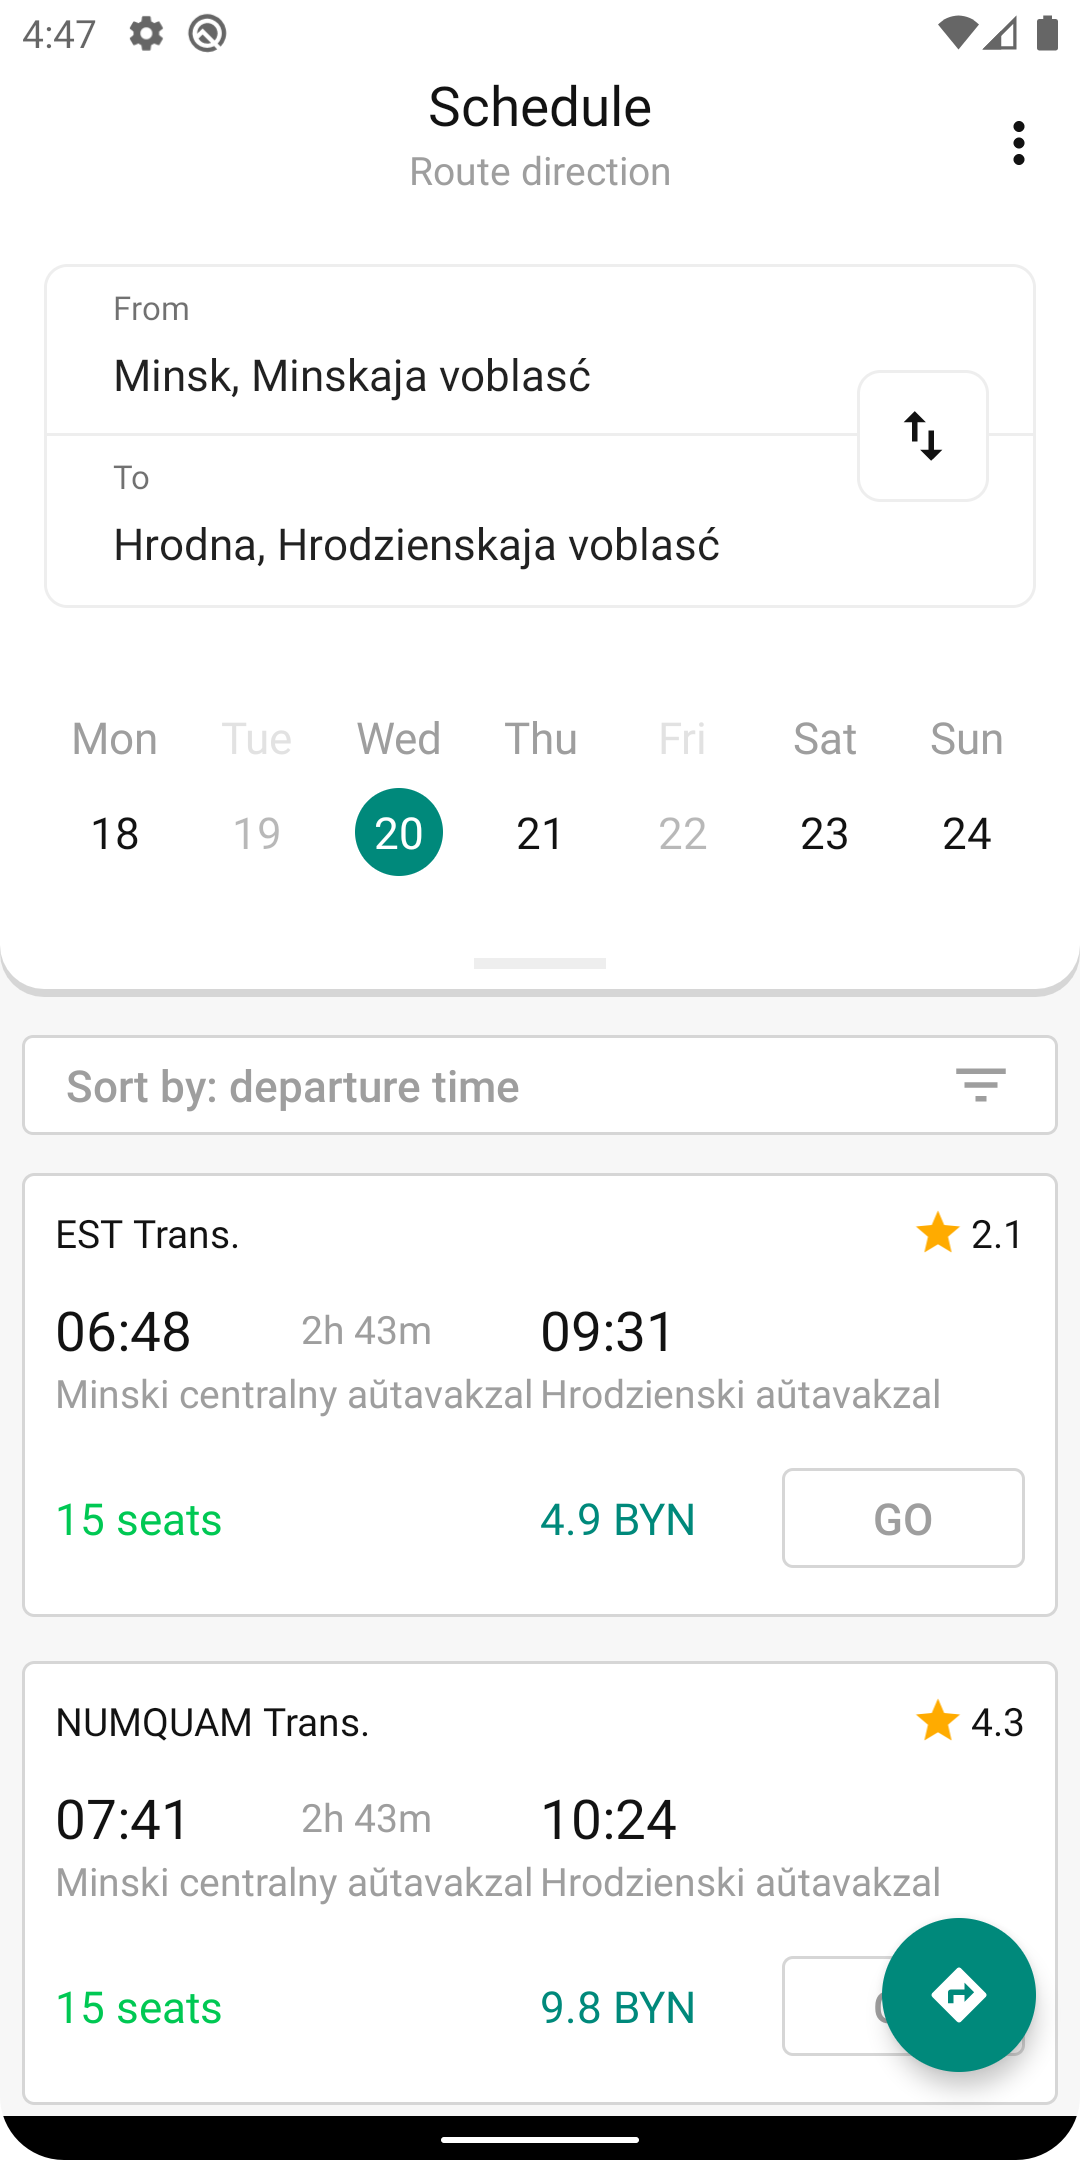 4:47
Schedule
Route direction
From
Minsk, Minskaja voblasć
To
Hrodna, Hrodzienskaja voblasć
Mon Tue Wed Thu Fri Sat Sun
18 19 20 21 22 23 24
Sort by: departure time
EST Trans. 2.1
06:48 2h 43m 09:31
Minski centralny aŭtavakzal Hrodzienski aŭtavakzal
15 seats 4.9 BYN GO
NUMQUAM Trans. 4.3
07:41 2h 43m 10:24
Minski centralny aŭtavakzal Hrodzienski aŭtavakzal
15 seats 9.8 BYN